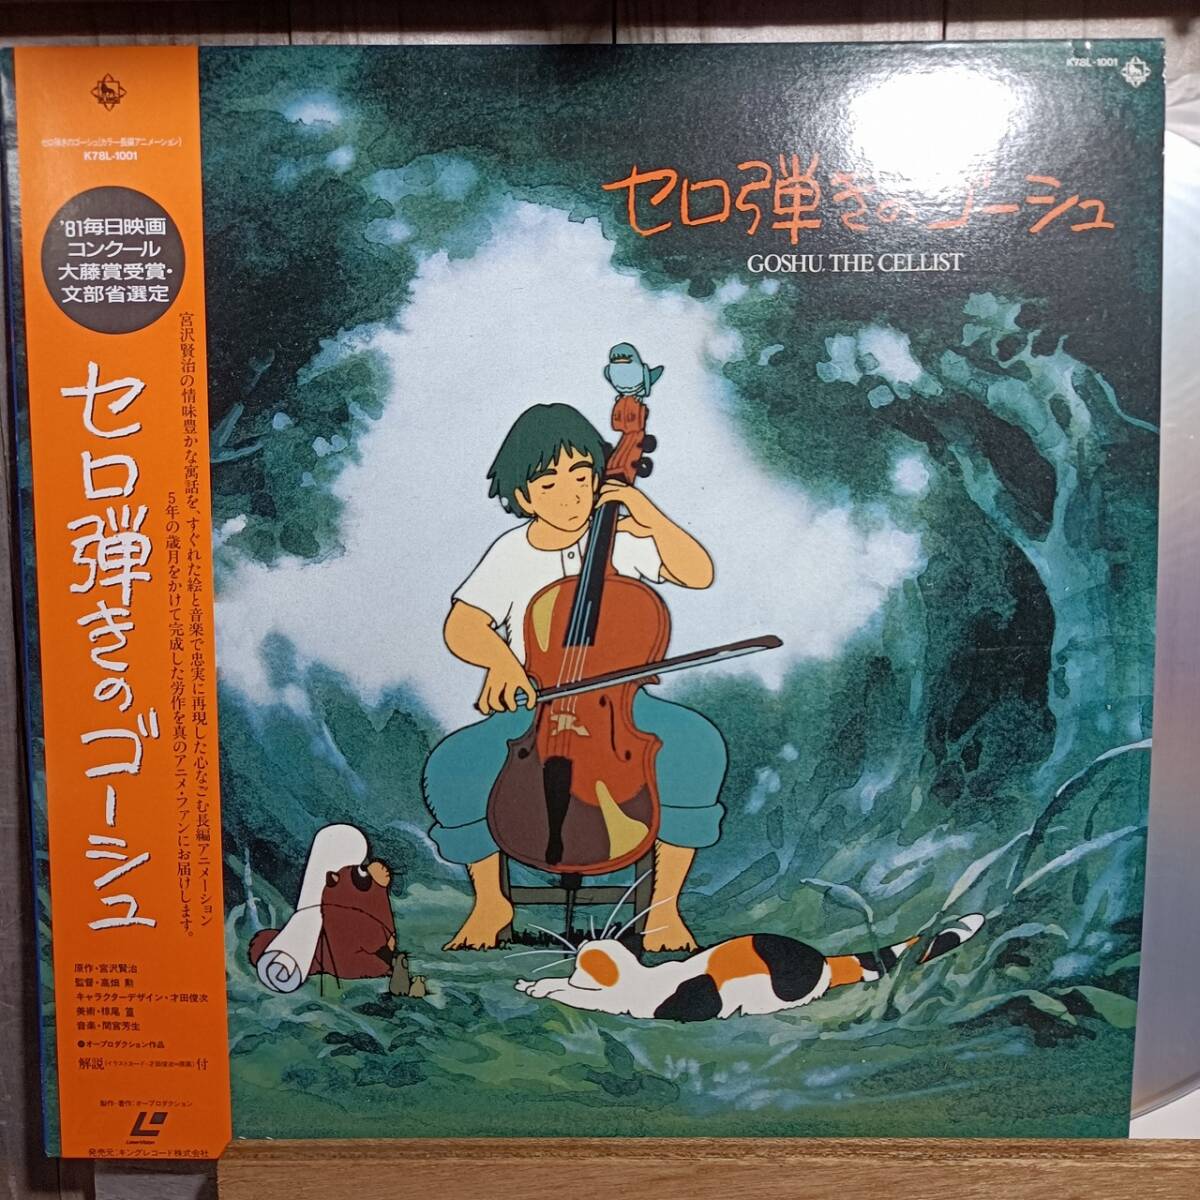 セロ弾きのゴーシュ(カラー長編アニメーション)
K78L-1001
'81毎日映画
コンクール
大藤賞受賞・
文部省選定
宮沢賢治の情味豊かな寓話を、すぐれた絵と音楽で忠実に再現した心なごむ長編アニメーション
5年の歳月をかけて完成した労作を真のアニメ・ファンにお届けします。
セロ弾きのゴーシュ
原作・宮沢賢治
監督・高畑 勲
キャラクターデザイン・才田俊次
美術・椋尾 篁
音楽・間宮芳生
オープロダクション作品
解説 付
製作・著作:オープロダクション
LaserVision
発売元:キングレコード株式会社
K78L-1001
セロ弾きのゴーシュ
GOSHU THE CELLIST